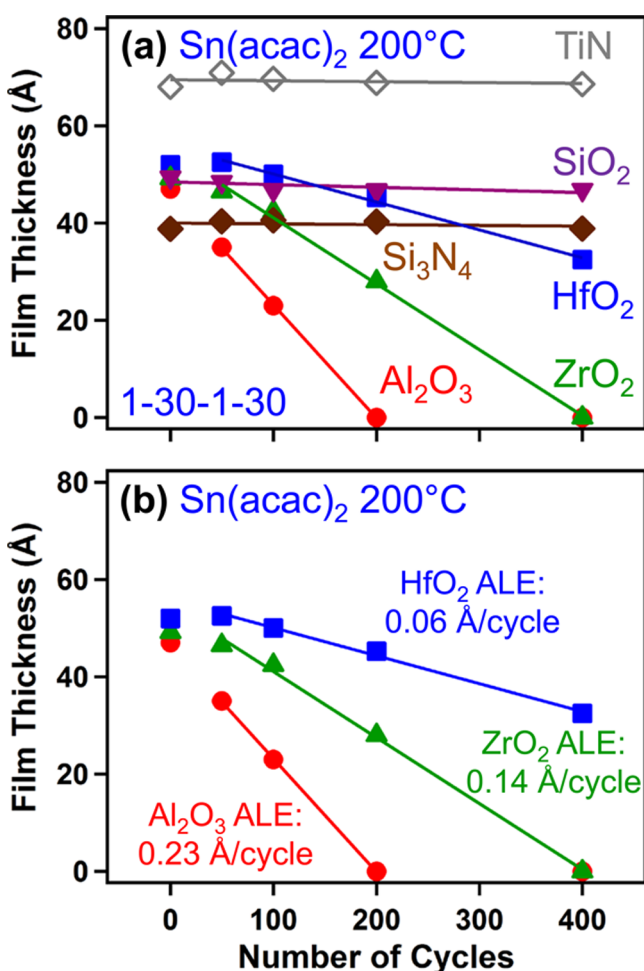 (a) Sn(acac)₂ 200°C
TiN
SiO₂
Si₃N₄
HfO₂
Al₂O₃
ZrO₂
1-30-1-30
Film Thickness (Å)
80
60
40
20
0
(b) Sn(acac)₂ 200°C
HfO₂ ALE:
0.06 Å/cycle
ZrO₂ ALE:
0.14 Å/cycle
Al₂O₃ ALE:
0.23 Å/cycle
Film Thickness (Å)
80
60
40
20
0
0 100 200 300 400
Number of Cycles